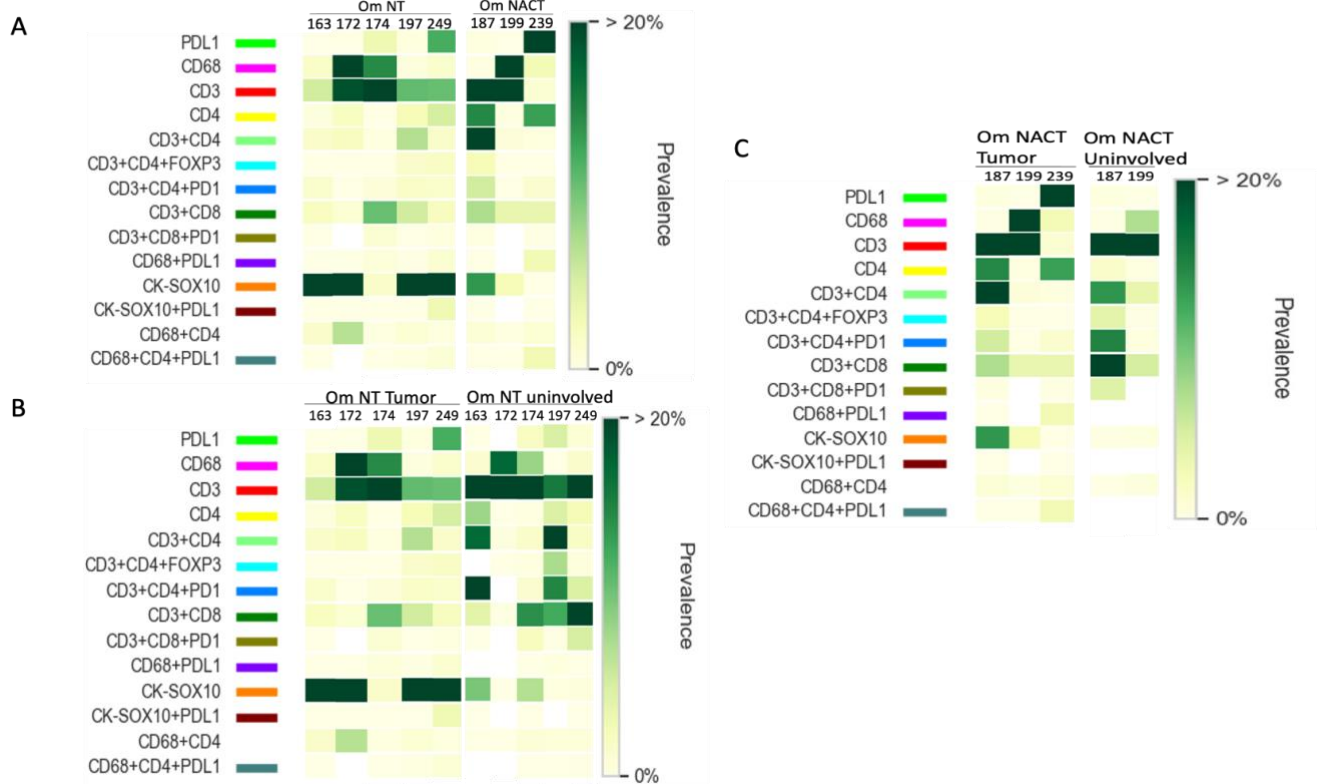 A
Om NT
Om NACT
163 172 174 197 249
187 199 239
> 20%
PDL1
CD68
CD3
CD4
CD3+CD4
CD3+CD4+FOXP3
CD3+CD4+PD1
CD3+CD8
CD3+CD8+PD1
CD68+PDL1
CK-SOX10
CK-SOX10+PDL1
CD68+CD4
CD68+CD4+PDL1
Prevalence
0%
B
Om NT Tumor
Om NT uninvolved
163 172 174 197 249
163 172 174 197 249
> 20%
PDL1
CD68
CD3
CD4
CD3+CD4
CD3+CD4+FOXP3
CD3+CD4+PD1
CD3+CD8
CD3+CD8+PD1
CD68+PDL1
CK-SOX10
CK-SOX10+PDL1
CD68+CD4
CD68+CD4+PDL1
Prevalence
0%
C
Om NACT
Tumor
Om NACT
Uninvolved
187 199 239
187 199
> 20%
PDL1
CD68
CD3
CD4
CD3+CD4
CD3+CD4+FOXP3
CD3+CD4+PD1
CD3+CD8
CD3+CD8+PD1
CD68+PDL1
CK-SOX10
CK-SOX10+PDL1
CD68+CD4
CD68+CD4+PDL1
Prevalence
0%